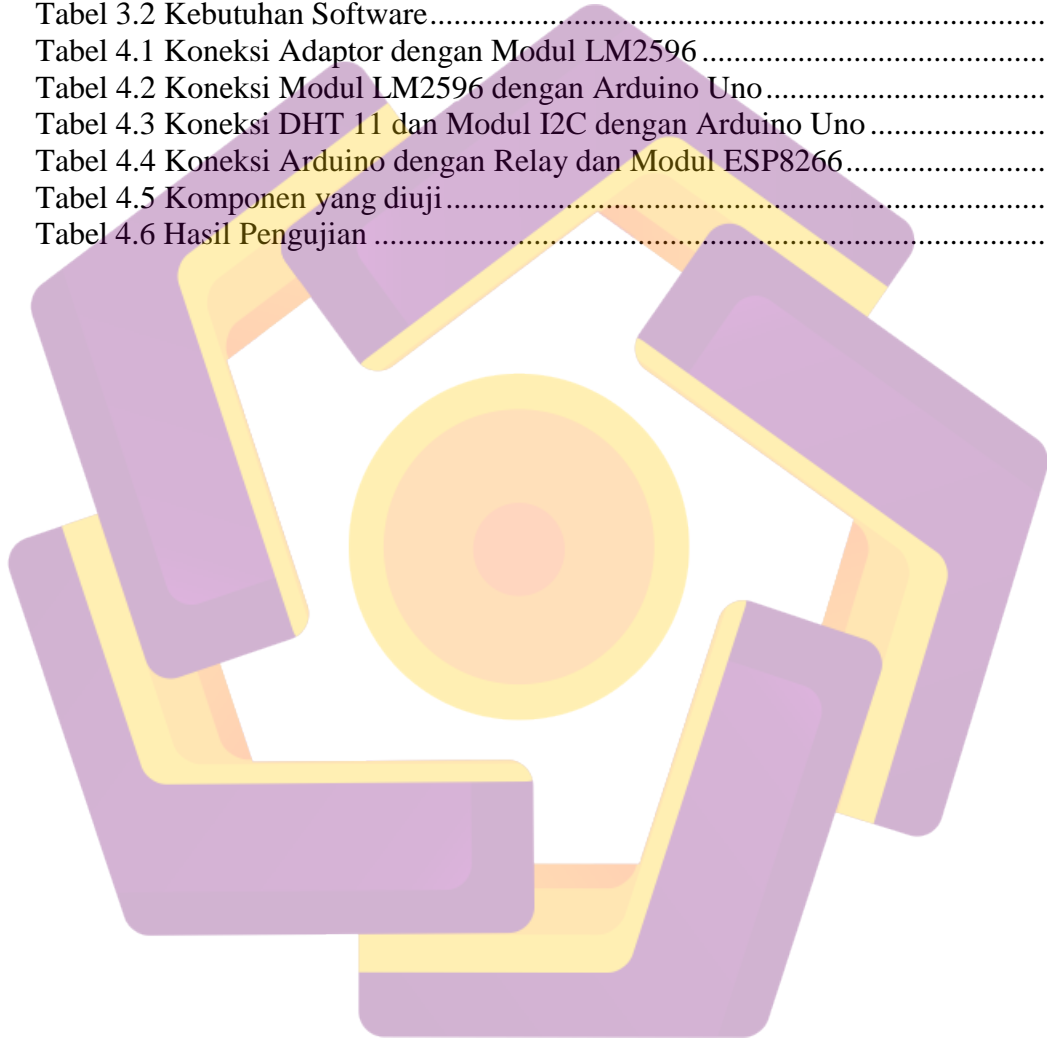 Tabel 3.2 Kebutuhan Software........................................................................
Tabel 4.1 Koneksi Adaptor dengan Modul LM2596........................................
Tabel 4.2 Koneksi Modul LM2596 dengan Arduino Uno................................
Tabel 4.3 Koneksi DHT 11 dan Modul I2C dengan Arduino Uno....................
Tabel 4.4 Koneksi Arduino dengan Relay dan Modul ESP8266.......................
Tabel 4.5 Komponen yang diuji......................................................................
Tabel 4.6 Hasil Pengujian...............................................................................